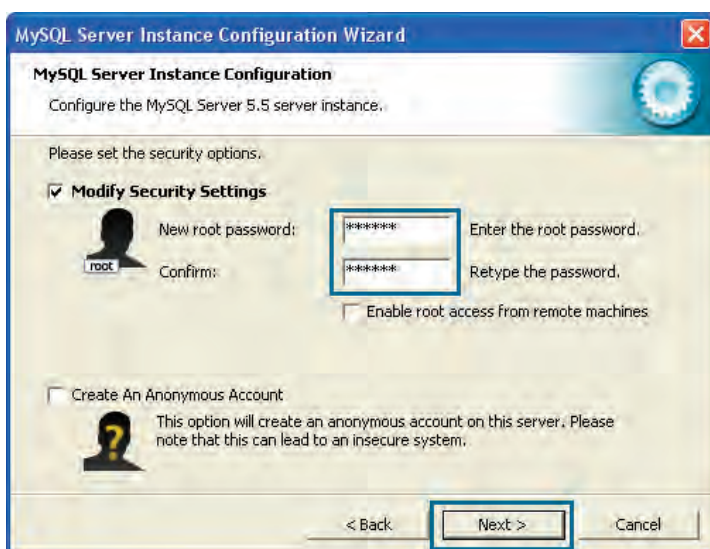 MySQL Server Instance Configuration Wizard
MySQL Server Instance Configuration
Configure the MySQL Server 5.5 server instance.
Please set the security options.
Modify Security Settings
root
New root password: ****** Enter the root password.
Confirm: ****** Retype the password.
Enable root access from remote machines
Create An Anonymous Account
?
This option will create an anonymous account on this server. Please
note that this can lead to an insecure system.
< Back Next > Cancel